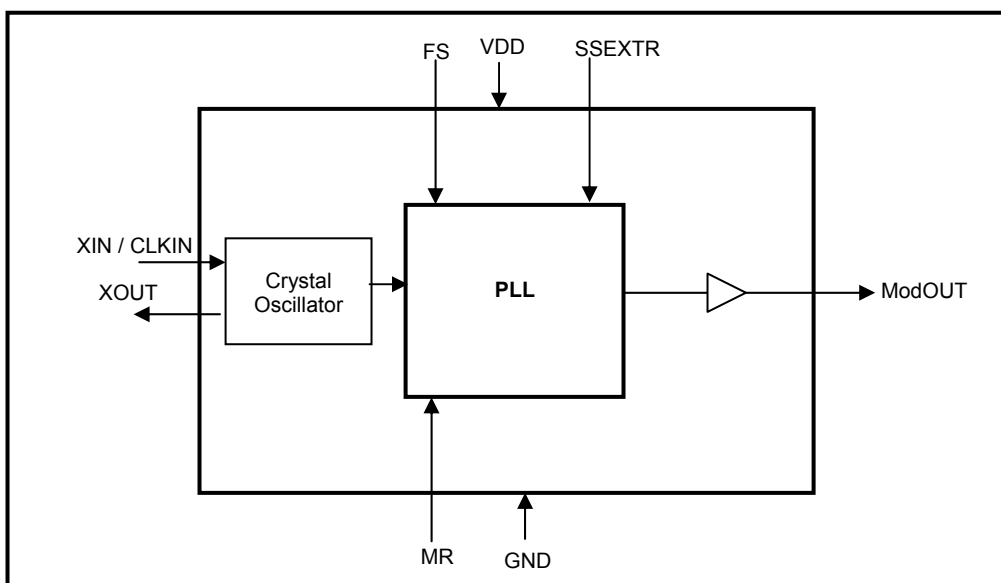 FS
VDD
SSEXTR
XIN / CLKIN
XOUT
Crystal
Oscillator
PLL
ModOUT
MR
GND